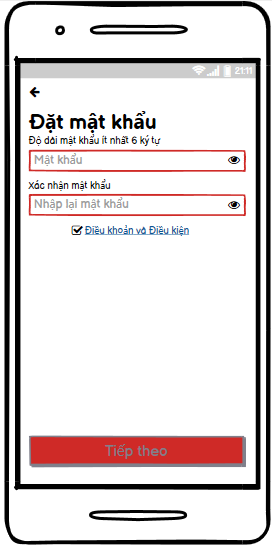 21:11
Đặt mật khẩu
Độ dài mật khẩu ít nhất 6 ký tự
Mật khẩu
Xác nhận mật khẩu
Nhập lại mật khẩu
Điều khoản và Điều kiện
Tiếp theo